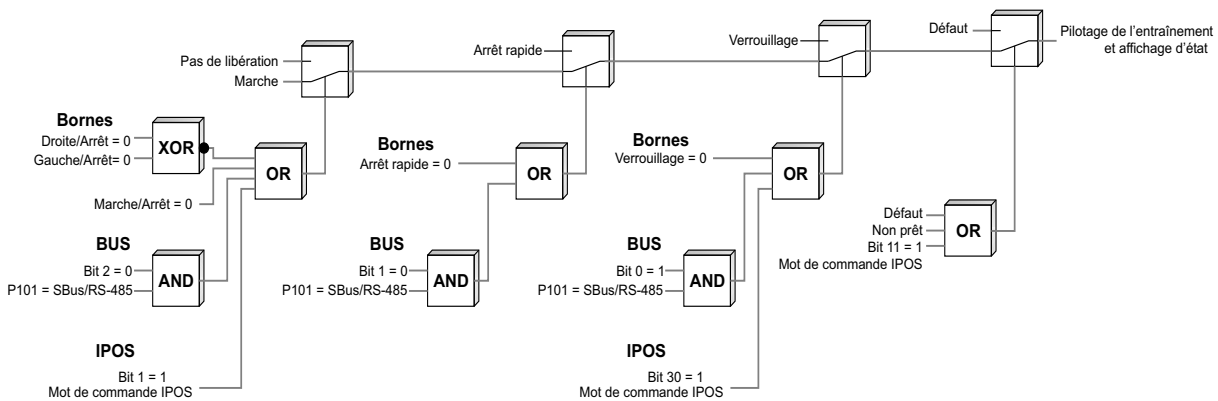 Défaut
Pilotage de l'entraînement
et affichage d'état
Verrouillage
Arrêt rapide
Pas de libération
Marche
Bornes
Droite/Arrêt = 0
Gauche/Arrêt= 0
XOR
OR
Marche/Arrêt = 0
BUS
Bit 2 = 0
P101 = SBus/RS-485
AND
IPOS
Bit 1 = 1
Mot de commande IPOS
Bornes
Arrêt rapide = 0
OR
BUS
Bit 1 = 0
P101 = SBus/RS-485
AND
Bornes
Verrouillage = 0
OR
BUS
Bit 0 = 1
P101 = SBus/RS-485
AND
IPOS
Bit 30 = 1
Mot de commande IPOS
Défaut
Non prêt
Bit 11 = 1
Mot de commande IPOS
OR